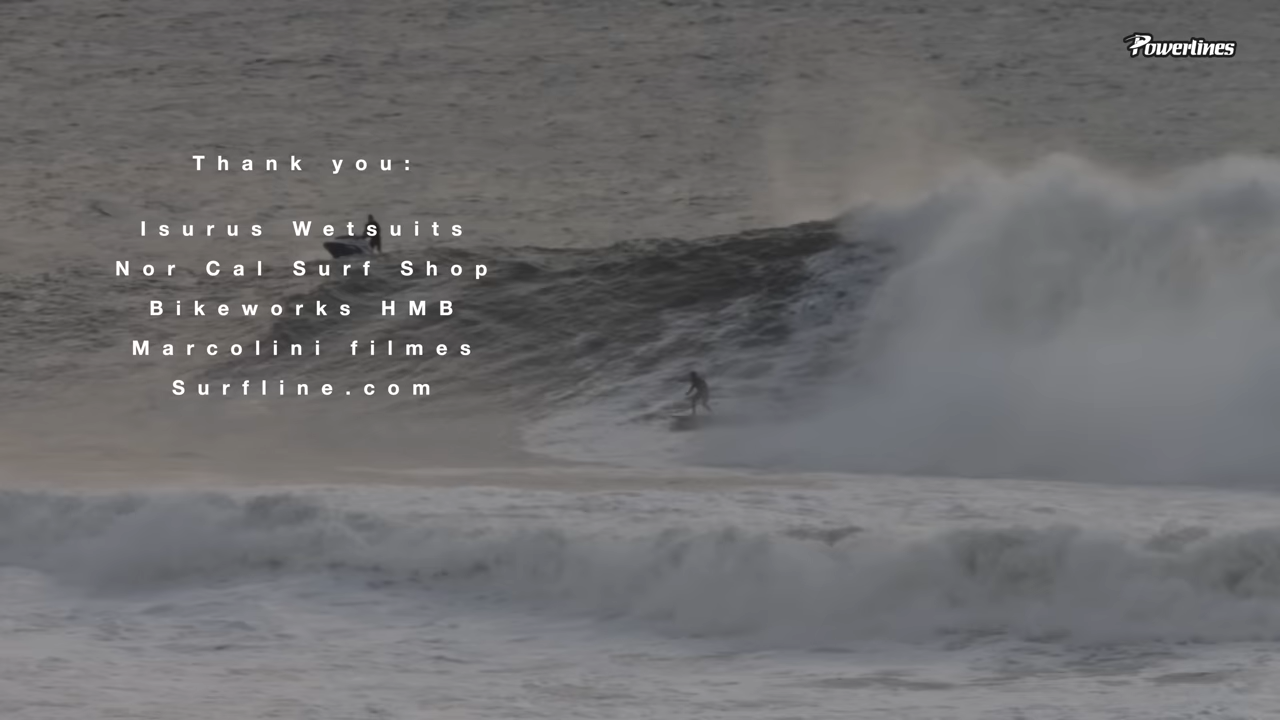 Powerlines
Thank you:
Isurus Wetsuits
Nor Cal Surf Shop
Bikeworks HMB
Marcolini filmes
Surfline.com